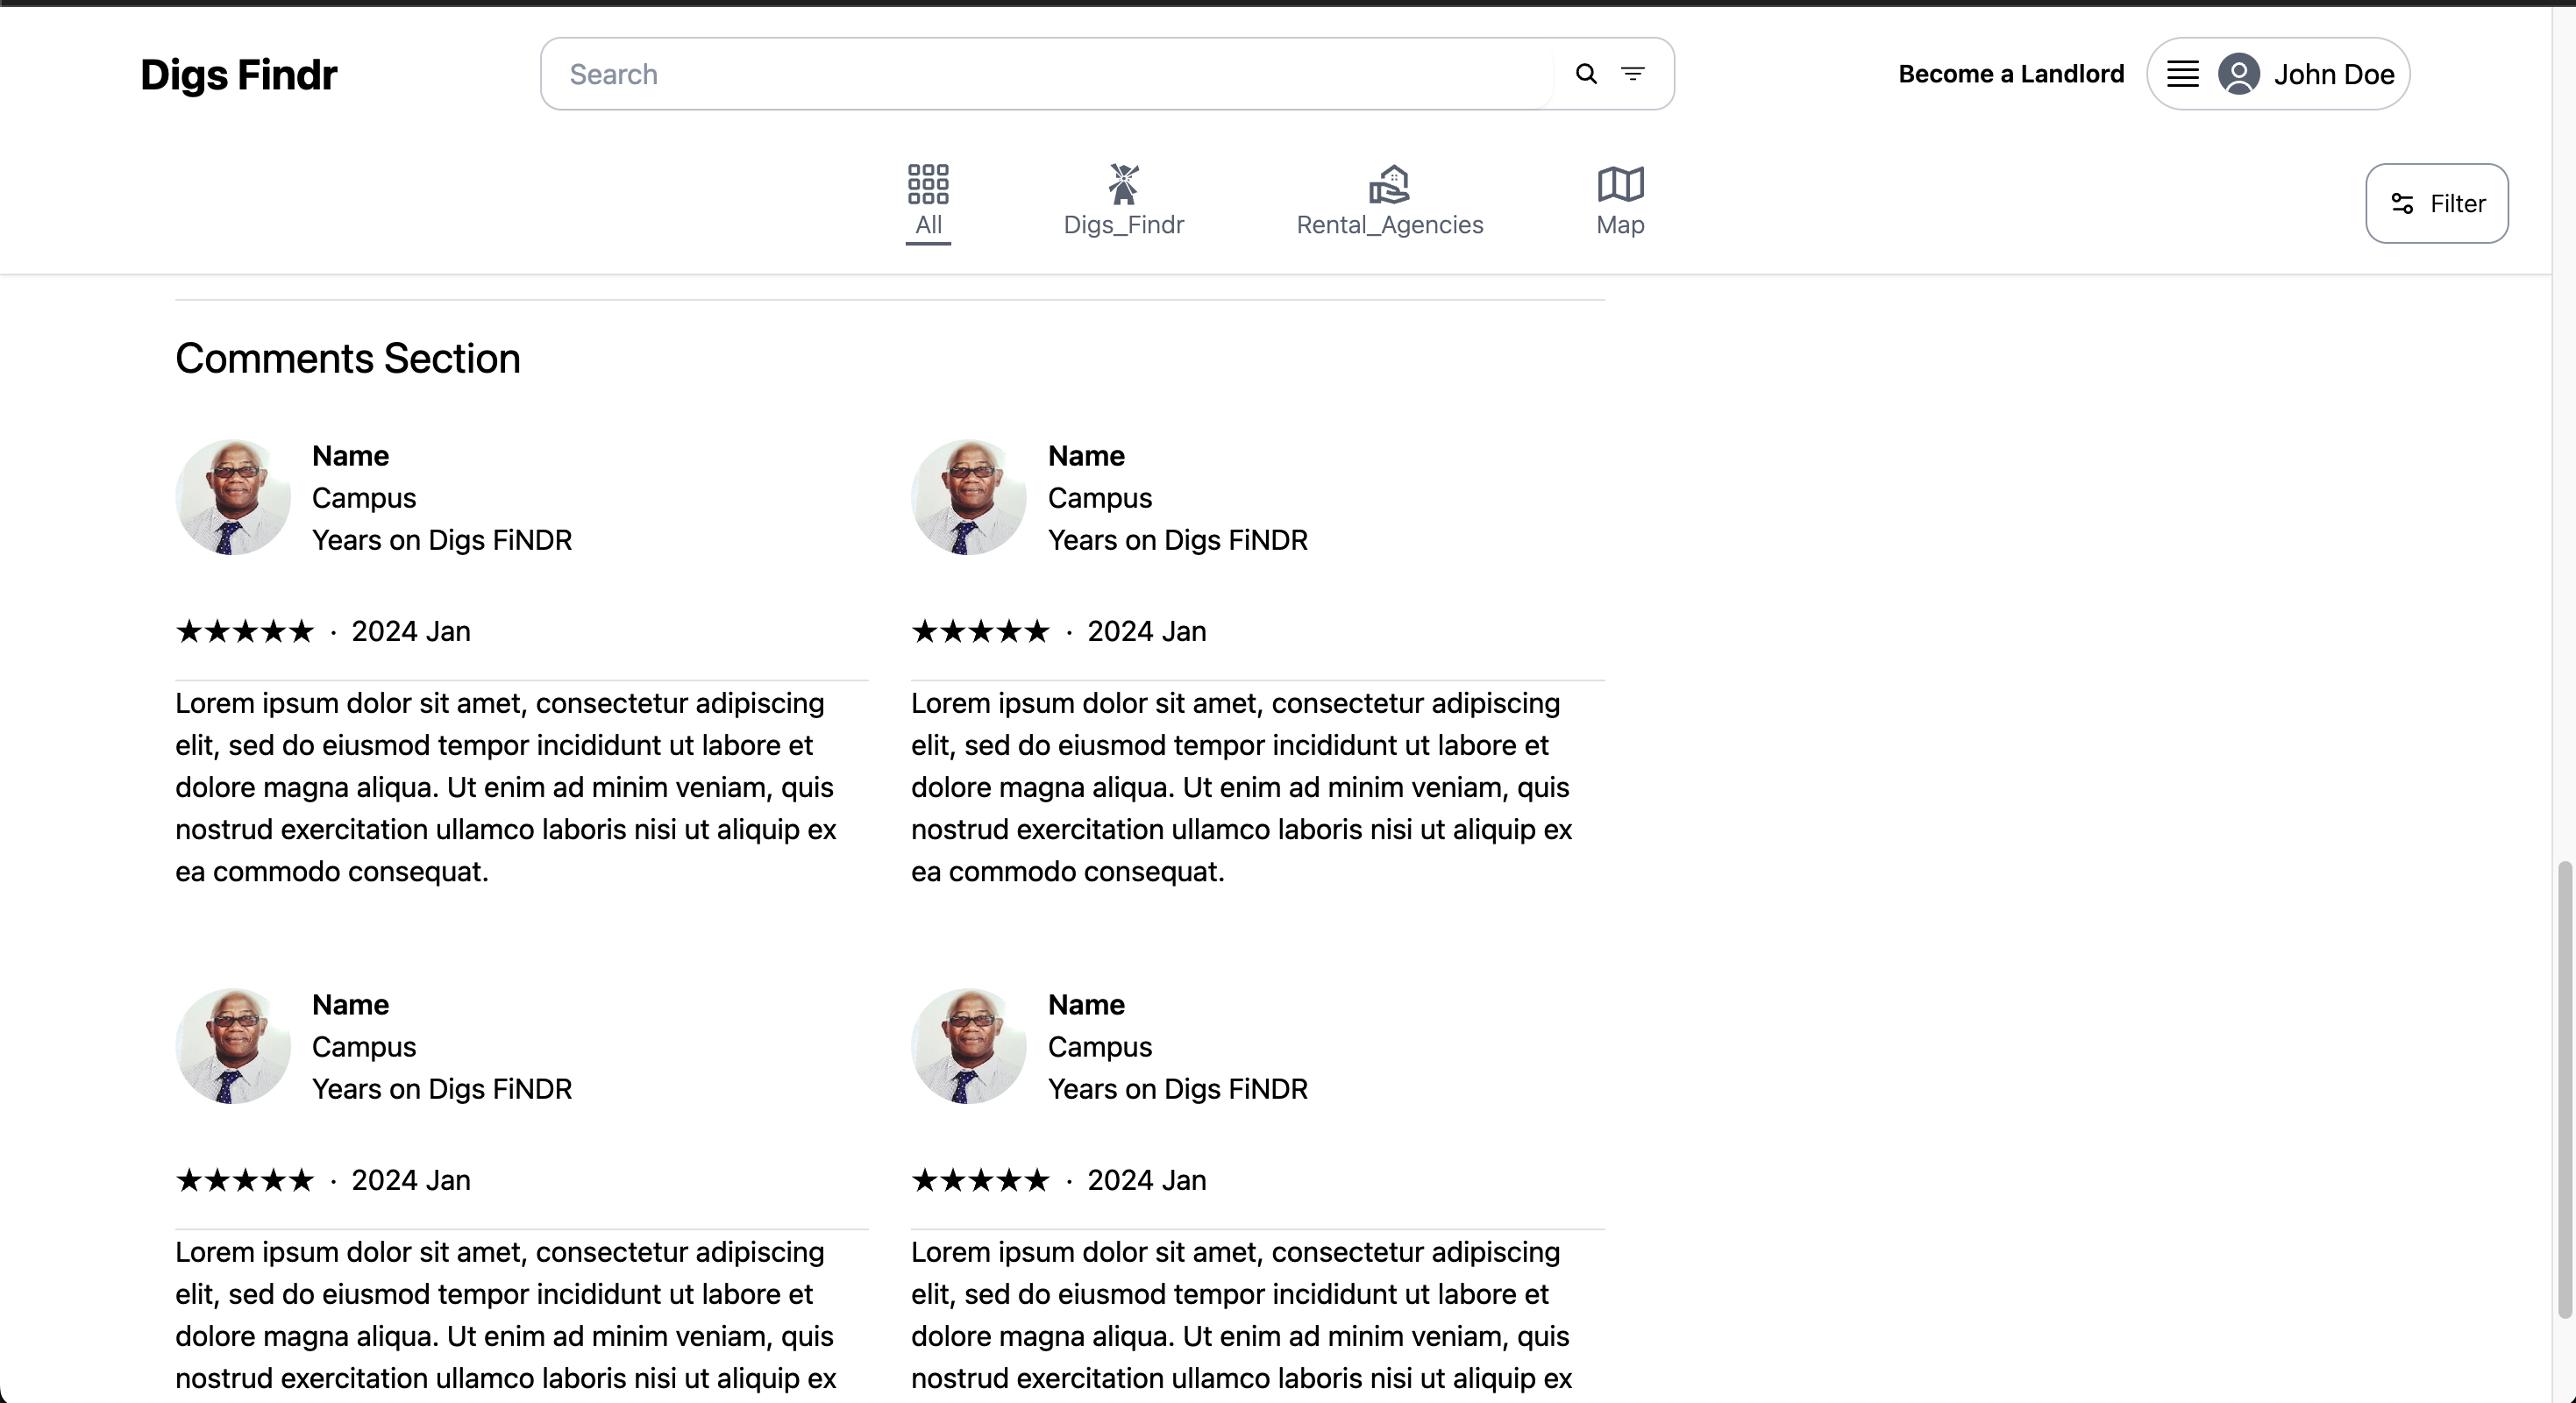 Digs Findr
Search
Become a Landlord
John Doe
All
Digs_Findr
Rental_Agencies
Map
Filter
Comments Section
Name
Campus
Years on Digs FiNDR
★★★★★ · 2024 Jan
Lorem ipsum dolor sit amet, consectetur adipiscing
elit, sed do eiusmod tempor incididunt ut labore et
dolore magna aliqua. Ut enim ad minim veniam, quis
nostrud exercitation ullamco laboris nisi ut aliquip ex
ea commodo consequat.
Name
Campus
Years on Digs FiNDR
★★★★★ · 2024 Jan
Lorem ipsum dolor sit amet, consectetur adipiscing
elit, sed do eiusmod tempor incididunt ut labore et
dolore magna aliqua. Ut enim ad minim veniam, quis
nostrud exercitation ullamco laboris nisi ut aliquip ex
ea commodo consequat.
Name
Campus
Years on Digs FiNDR
★★★★★ · 2024 Jan
Lorem ipsum dolor sit amet, consectetur adipiscing
elit, sed do eiusmod tempor incididunt ut labore et
dolore magna aliqua. Ut enim ad minim veniam, quis
nostrud exercitation ullamco laboris nisi ut aliquip ex
Name
Campus
Years on Digs FiNDR
★★★★★ · 2024 Jan
Lorem ipsum dolor sit amet, consectetur adipiscing
elit, sed do eiusmod tempor incididunt ut labore et
dolore magna aliqua. Ut enim ad minim veniam, quis
nostrud exercitation ullamco laboris nisi ut aliquip ex